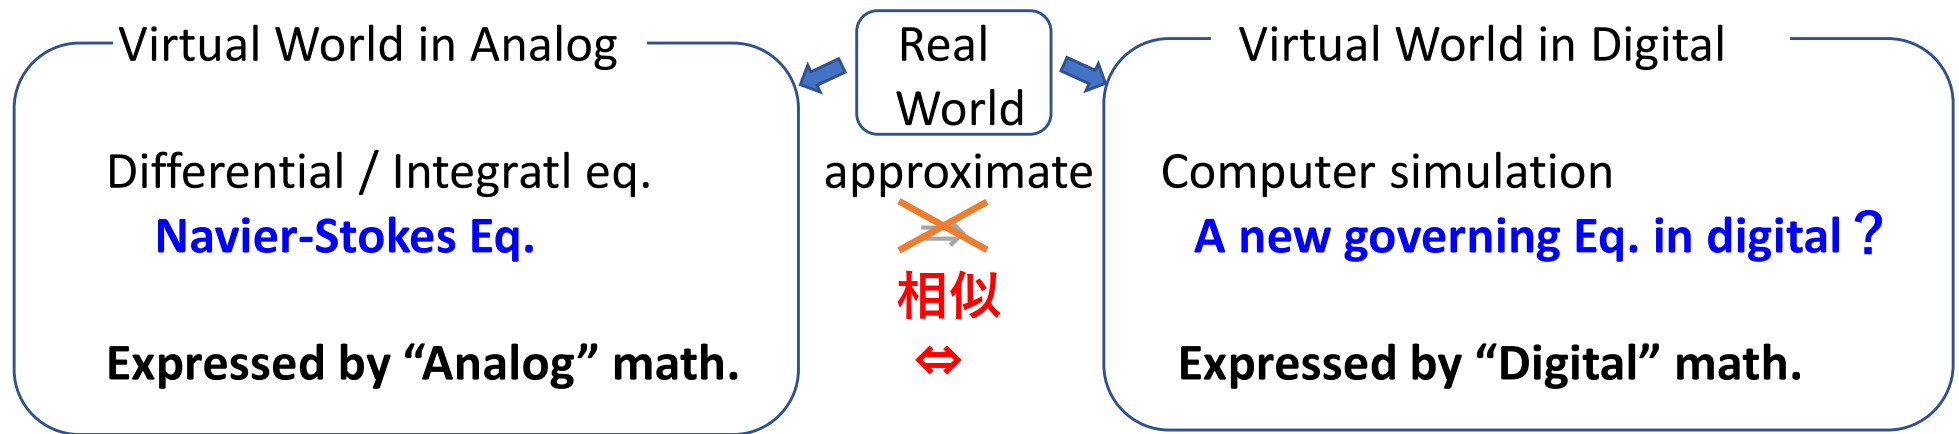 Virtual World in Analog
Differential / Integratl eq.
Navier-Stokes Eq.
Expressed by “Analog” math.
Real
World
approximate
⇒
相似
⇔
Virtual World in Digital
Computer simulation
A new governing Eq. in digital？
Expressed by “Digital” math.